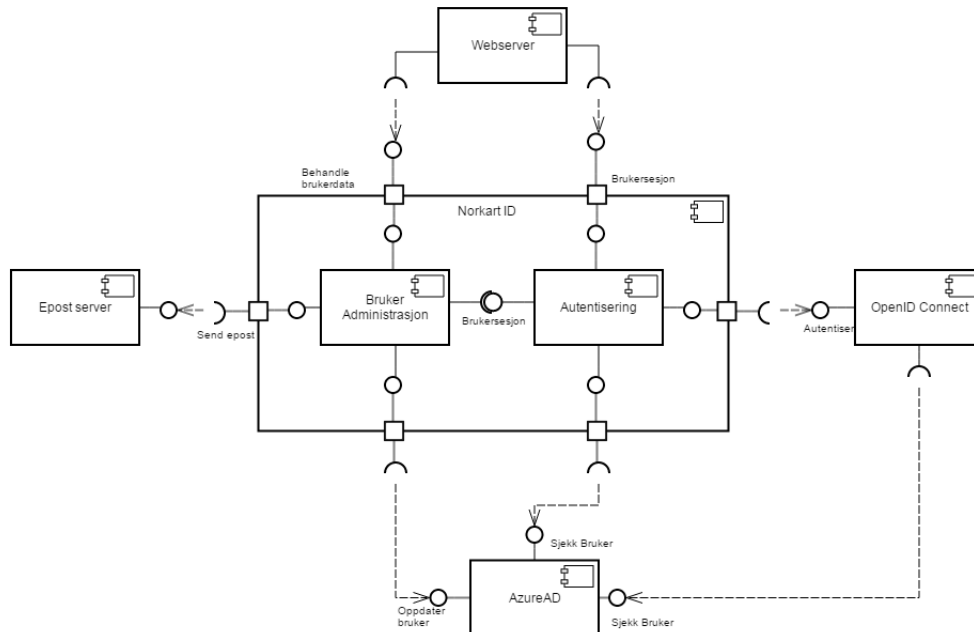 Webserver
Behandle
brukerdata
Brukersesjon
Norkart ID
Epost server
Send epost
Bruker
Administrasjon
Brukersesjon
Autentisering
Autentiser
OpenID Connect
Sjekk Bruker
Oppdater
bruker
AzureAD
Sjekk Bruker